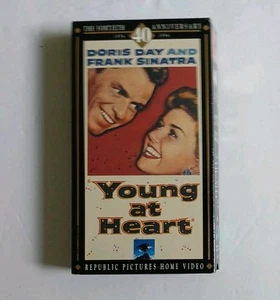 40
ANNIVERSARY
DORIS DAY AND
FRANK SINATRA
Young
at
Heart
REPUBLIC PICTURES HOME VIDEO